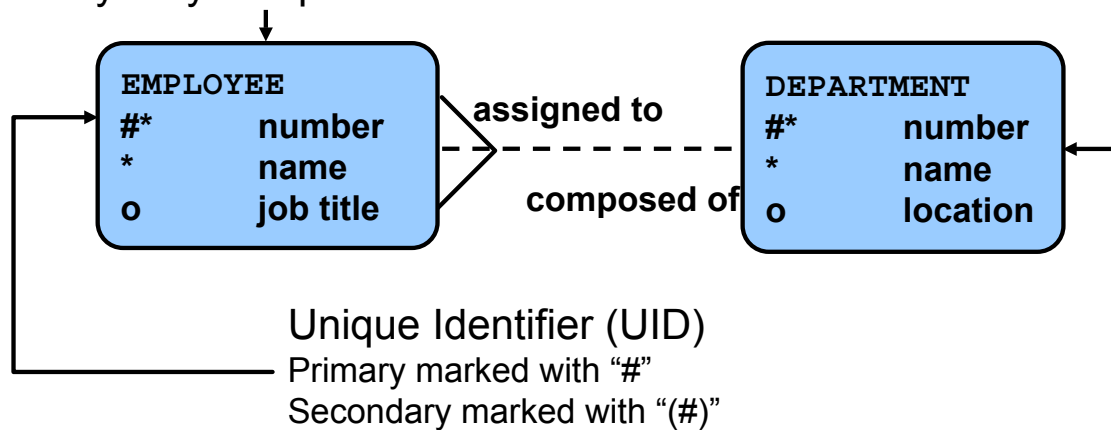 EMPLOYEE
#* number
* name
o job title
assigned to
composed of
DEPARTMENT
#* number
* name
o location
Unique Identifier (UID)
Primary marked with “#”
Secondary marked with “(#)”